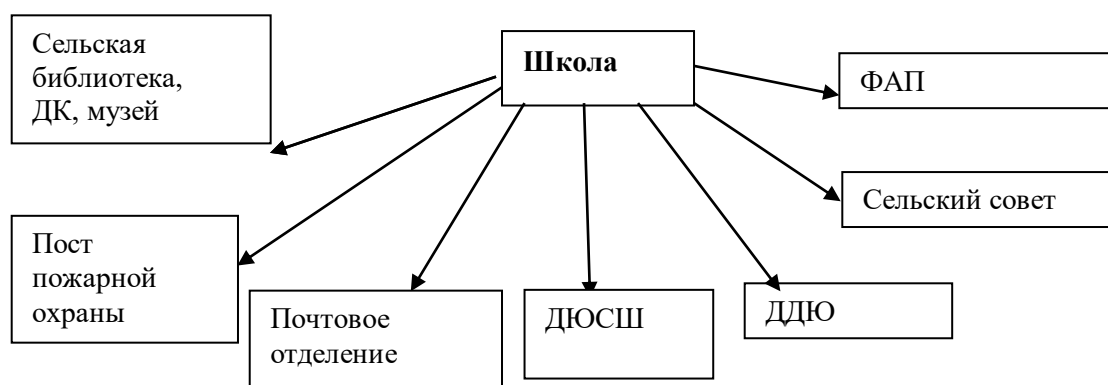 Сельская
библиотека,
ДК, музей
Школа
ФАП
Сельский совет
Пост
пожарной
охраны
Почтовое
отделение
ДЮСШ
ДДЮ